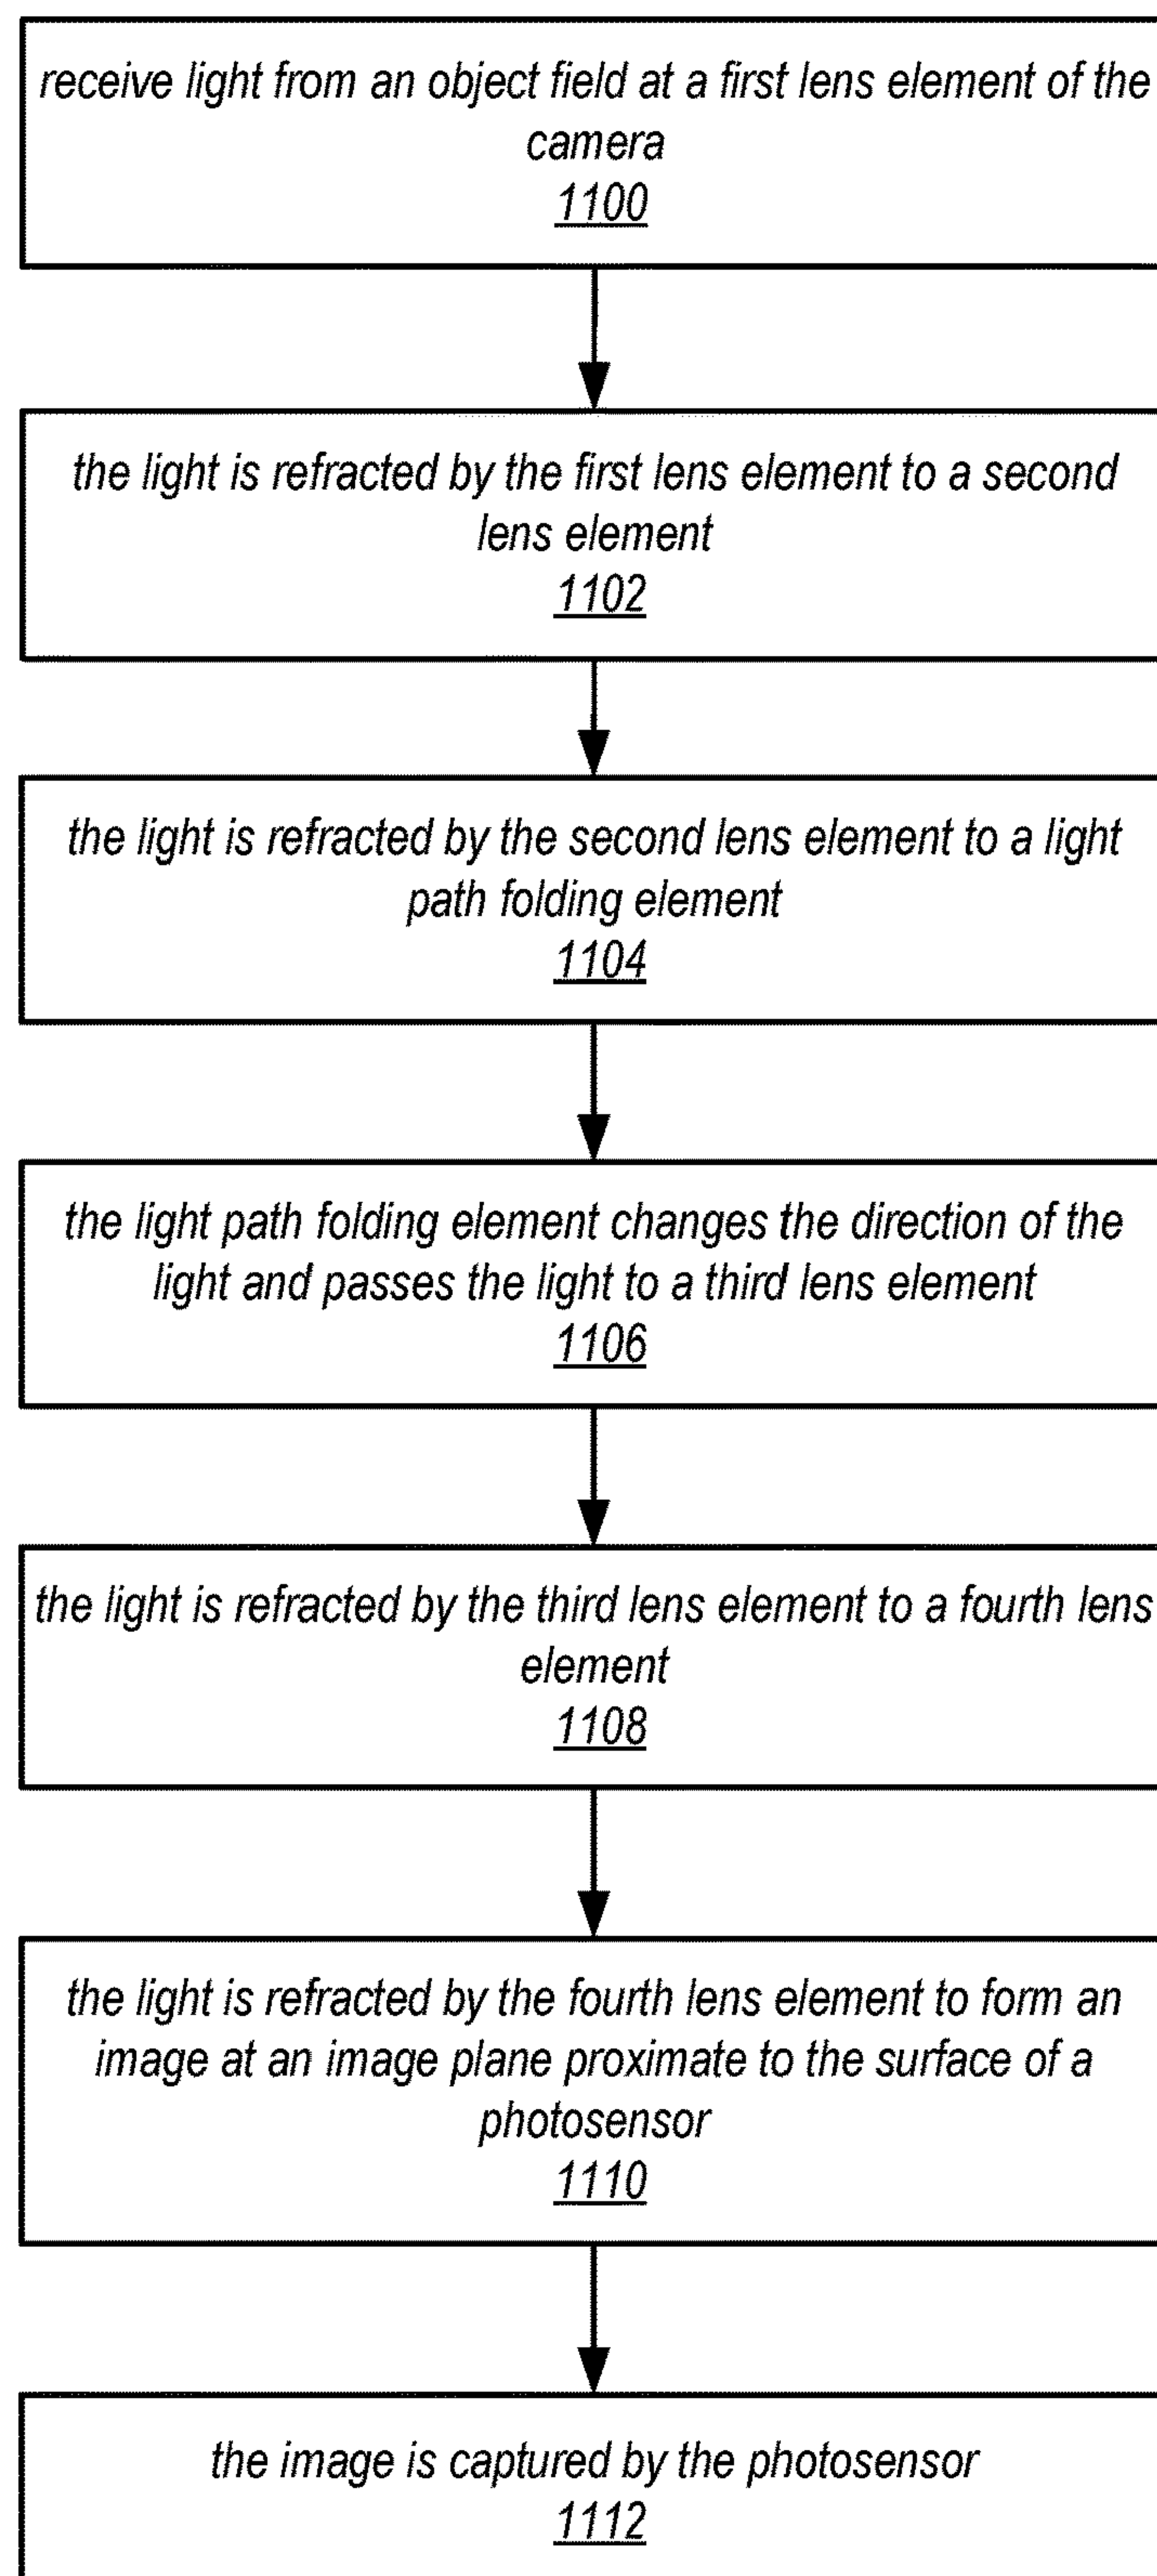 receive light from an object field at a first lens element of the
camera
1100
the light is refracted by the first lens element to a second
lens element
1102
the light is refracted by the second lens element to a light
path folding element
1104
the light path folding element changes the direction of the
light and passes the light to a third lens element
1106
the light is refracted by the third lens element to a fourth lens
element
1108
the light is refracted by the fourth lens element to form an
image at an image plane proximate to the surface of a
photosensor
1110
the image is captured by the photosensor
1112